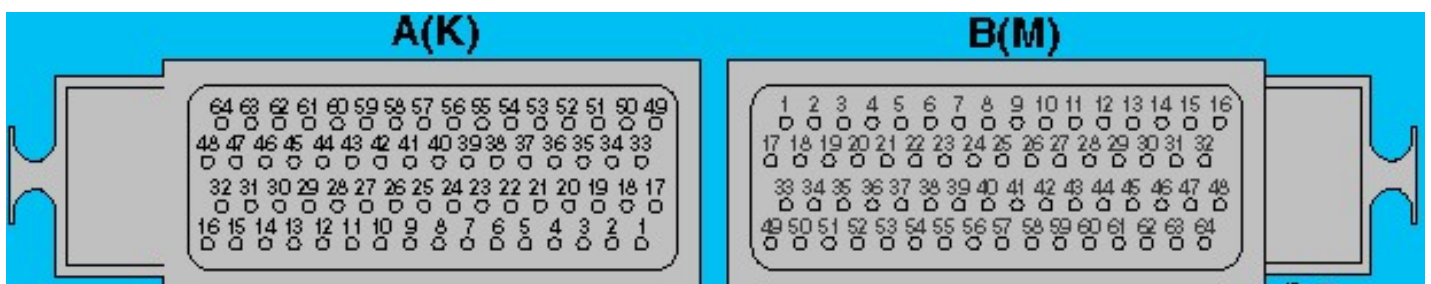 A(K)
64 63 62 61 60 59 58 57 56 55 54 53 52 51 50 49
48 47 46 45 44 43 42 41 40 39 38 37 36 35 34 33
32 31 30 29 28 27 26 25 24 23 22 21 20 19 18 17
16 15 14 13 12 11 10 9 8 7 6 5 4 3 2 1
B(M)
1 2 3 4 5 6 7 8 9 10 11 12 13 14 15 16
17 18 19 20 21 22 23 24 25 26 27 28 29 30 31 32
33 34 35 36 37 38 39 40 41 42 43 44 45 46 47 48
49 50 51 52 53 54 55 56 57 58 59 60 61 62 63 64